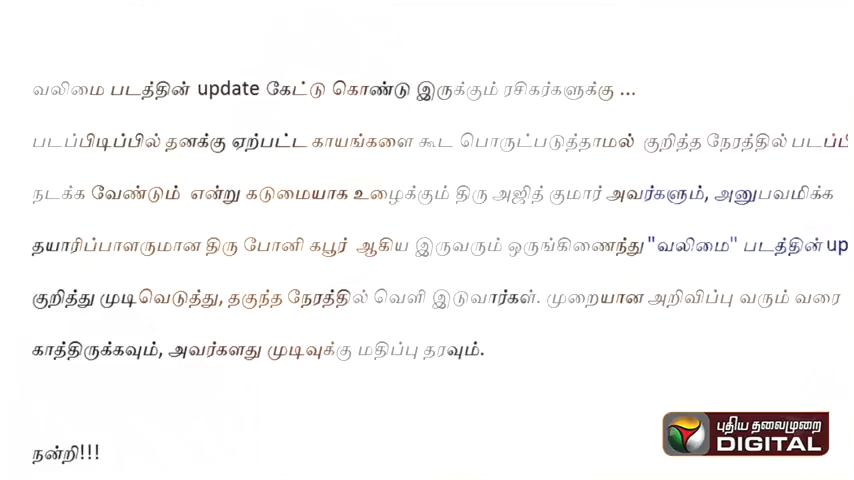 வலிமை படத்தின் update கேட்டு கொண்டு இருக்கும் ரசிகர்களுக்கு ...
படப்பிடிப்பில் தனக்கு ஏற்பட்ட காயங்களை கூட பொருட்படுத்தாமல் குறித்த நேரத்தில்
நடக்க வேண்டும் என்று கடுமையாக உழைக்கும் திரு அஜித் குமார் அவர்களும், அனுபவமிக்க
தயாரிப்பாளருமான திரு போனி கபூர் ஆகிய இருவரும் ஒருங்கிணைந்து "வலிமை" படத்தின் up
குறித்து முடிவெடுத்து, தகுந்த நேரத்தில் வெளி இடுவார்கள். முறையான அறிவிப்பு வரும் வரை
காத்திருக்கவும், அவர்களது முடிவுக்கு மதிப்பு தரவும்.
நன்றி!!!
புதிய தலைமுறை
DIGITAL